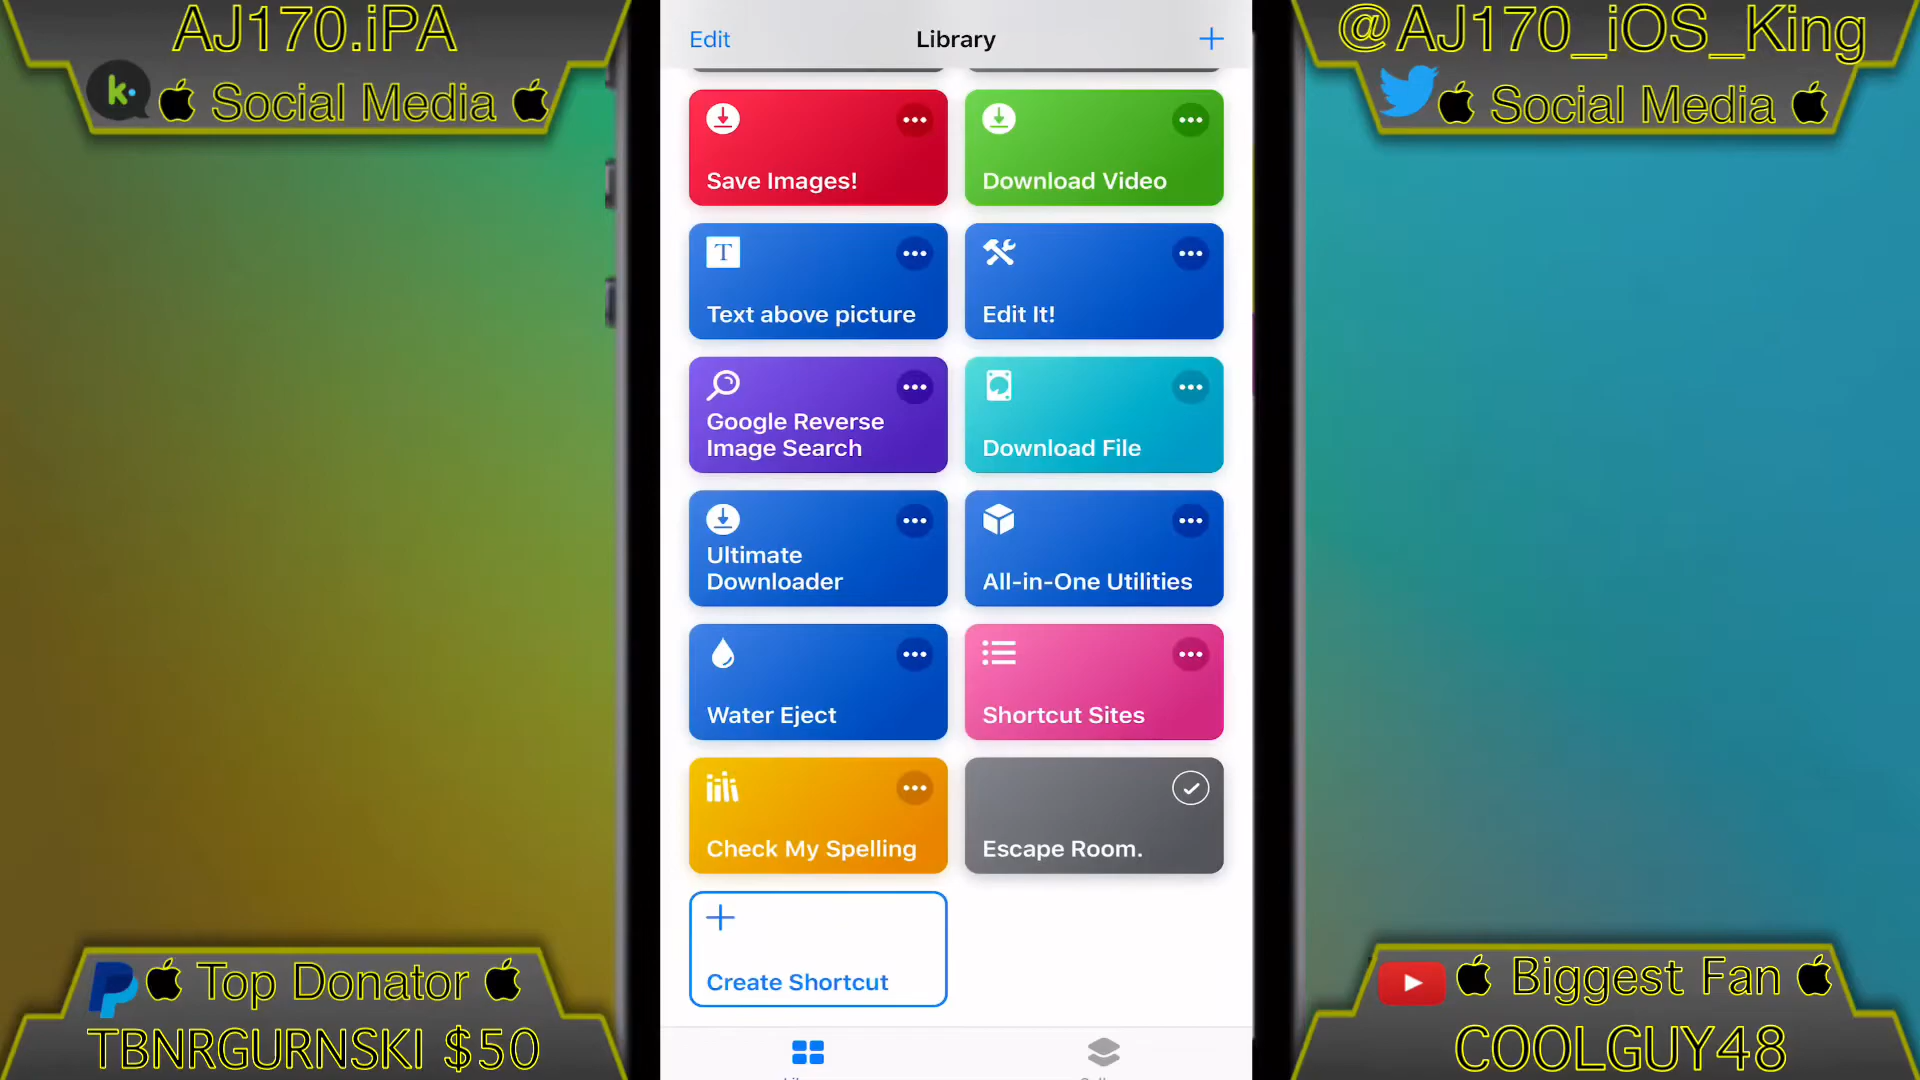 AJ170.iPA
Social Media
@AJ170_iOS_King
Social Media
Edit
Library
Save Images!
Download Video
T
Text above picture
Edit It!
Google Reverse
Image Search
Download File
Ultimate
Downloader
All-in-One Utilities
Water Eject
Shortcut Sites
Check My Spelling
Escape Room.
Create Shortcut
Top Donator
TBNRGURNSKI $50
Biggest Fan
COOLGUY48